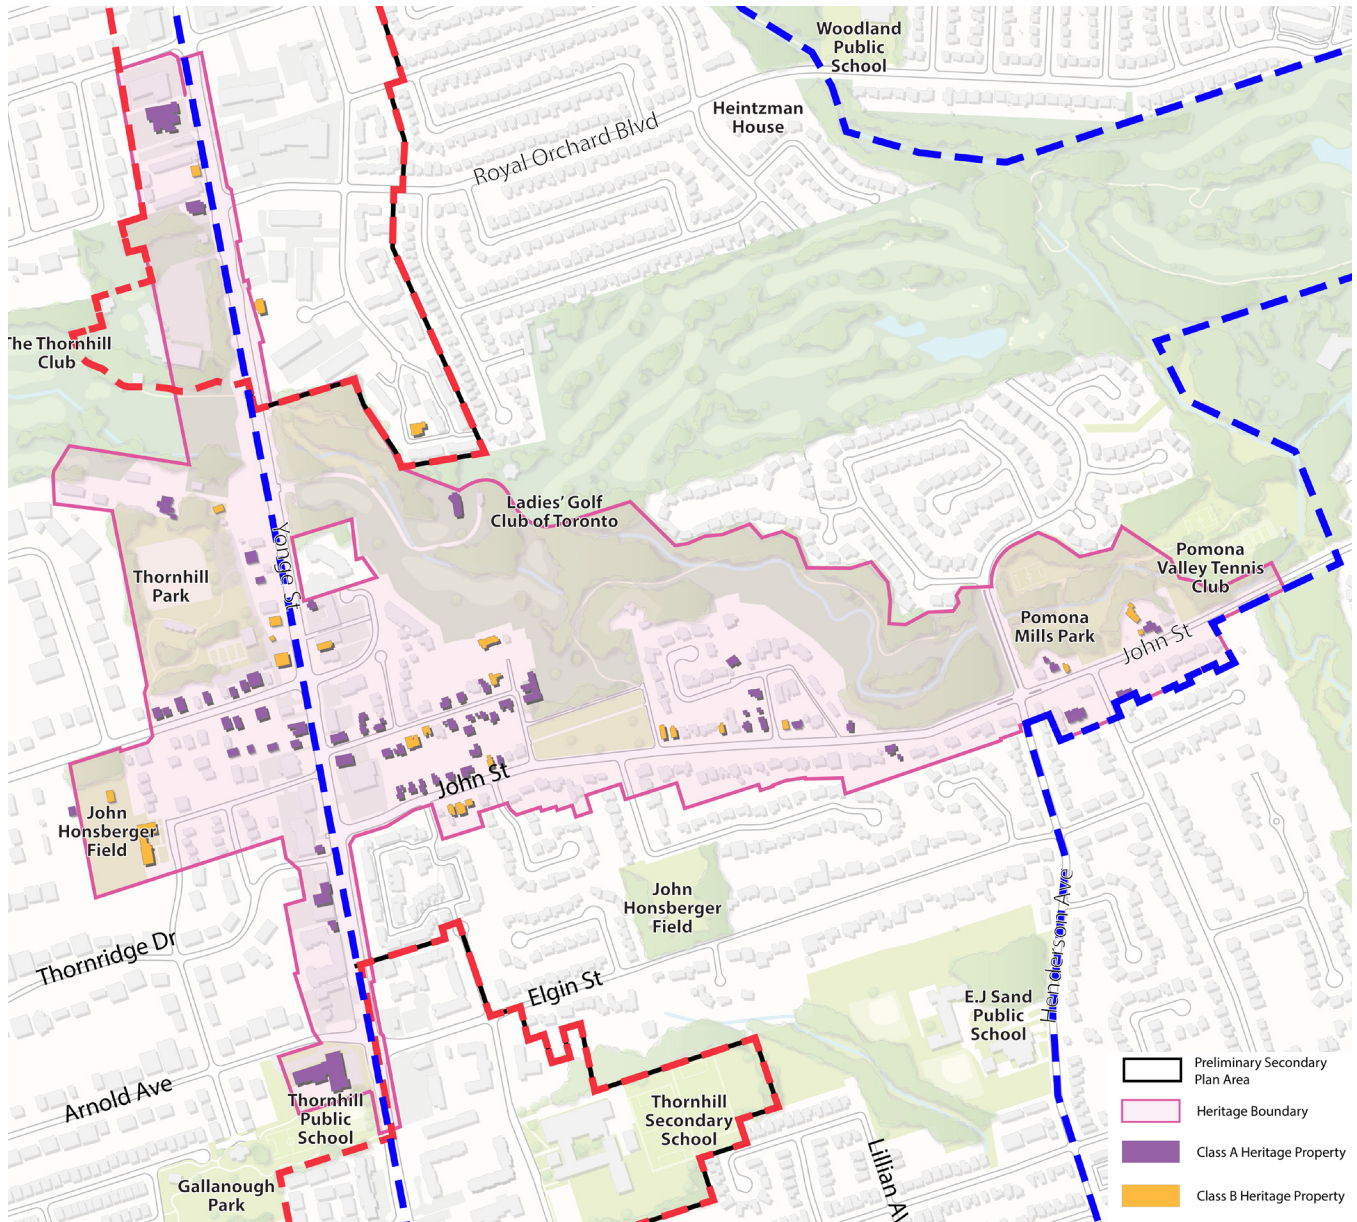 Woodland
Public
School
Heintzman
House
Royal Orchard Blvd
The Thornhill
Club
Ladies' Golf
Club of Toronto
Yonge St
Thornhill
Park
Pomona
Valley Tennis
Club
Pomona
Mills Park
John St
John St
John
Honsberger
Field
John
Honsberger
Field
Thornridge Dr
Elgin St
Henderson Ave
E.J Sand
Public
School
Arnold Ave
Thornhill
Public
School
Thornhill
Secondary
School
Lillian Av
Gallanough
Park
Preliminary Secondary
Plan Area
Heritage Boundary
Class A Heritage Property
Class B Heritage Property